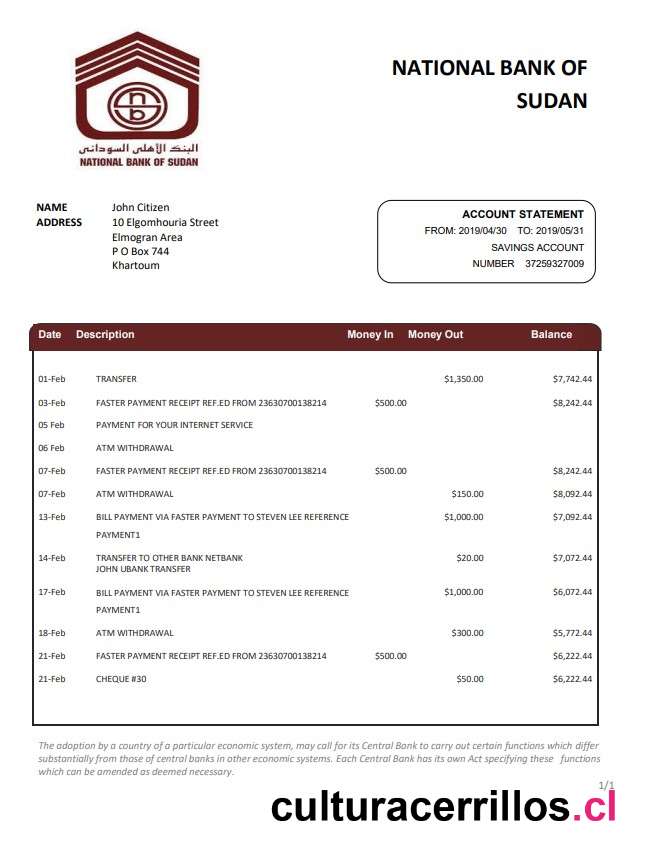 nb
البنك الأهلى السودانى
NATIONAL BANK OF SUDAN
NATIONAL BANK OF
SUDAN
NAME John Citizen
ADDRESS 10 Elgomhouria Street
Elmogran Area
P O Box 744
Khartoum
ACCOUNT STATEMENT
FROM: 2019/04/30 TO: 2019/05/31
SAVINGS ACCOUNT
NUMBER 37259327009
Date Description Money In Money Out Balance
01-Feb TRANSFER $1,350.00 $7,742.44
03-Feb FASTER PAYMENT RECEIPT REF.ED FROM 23630700138214 $500.00 $8,242.44
05 Feb PAYMENT FOR YOUR INTERNET SERVICE
06 Feb ATM WITHDRAWAL
07-Feb FASTER PAYMENT RECEIPT REF.ED FROM 23630700138214 $500.00 $8,242.44
07-Feb ATM WITHDRAWAL $150.00 $8,092.44
13-Feb BILL PAYMENT VIA FASTER PAYMENT TO STEVEN LEE REFERENCE $1,000.00 $7,092.44
PAYMENT1
14-Feb TRANSFER TO OTHER BANK NETBANK $20.00 $7,072.44
JOHN UBANK TRANSFER
17-Feb BILL PAYMENT VIA FASTER PAYMENT TO STEVEN LEE REFERENCE $1,000.00 $6,072.44
PAYMENT1
18-Feb ATM WITHDRAWAL $300.00 $5,772.44
21-Feb FASTER PAYMENT RECEIPT REF.ED FROM 23630700138214 $500.00 $6,222.44
21-Feb CHEQUE #30 $50.00 $6,222.44
The adoption by a country of a particular economic system, may call for its Central Bank to carry out certain functions which differ
substantially from those of central banks in other economic systems. Each Central Bank has its own Act specifying these functions
which can be amended as deemed necessary.
1/1
culturacerrillos.cl